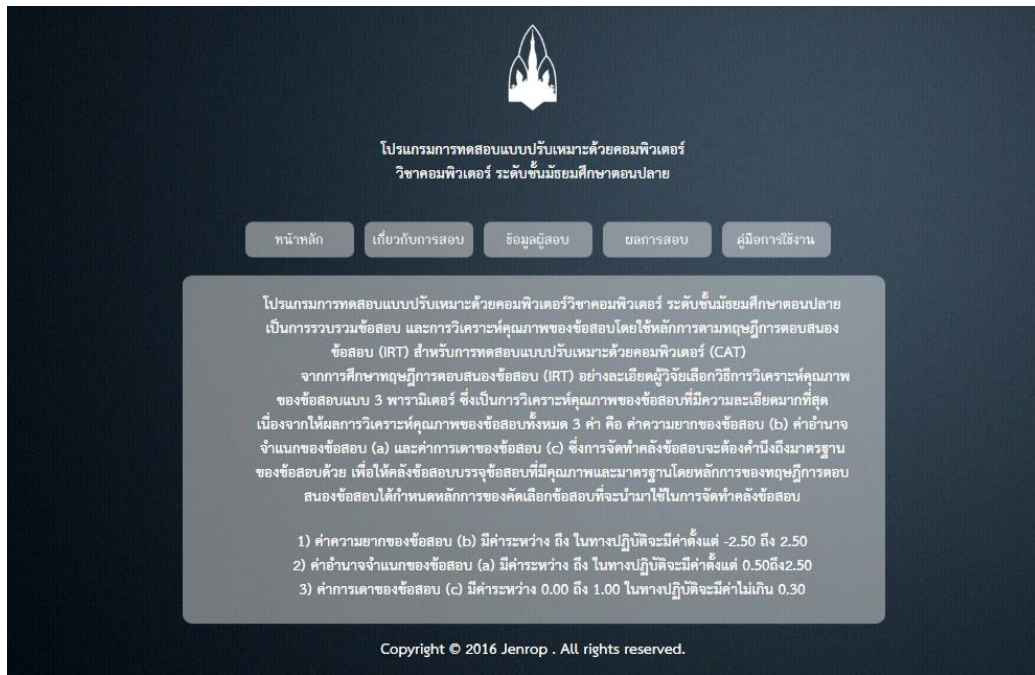 โปรแกรมการทดสอบแบบปรับเหมาะด้วยคอมพิวเตอร์
วิชาคอมพิวเตอร์ ระดับชั้นมัธยมศึกษาตอนปลาย
หน้าหลัก เกี่ยวกับการสอบ ข้อมูลผู้สอบ ผลการสอบ คู่มือการใช้งาน
โปรแกรมการทดสอบแบบปรับเหมาะด้วยคอมพิวเตอร์วิชาคอมพิวเตอร์ ระดับชั้นมัธยมศึกษาตอนปลาย
เป็นการรวบรวมข้อสอบ และการวิเคราะห์คุณภาพของข้อสอบโดยใช้หลักการตามทฤษฎีการตอบสนอง
ข้อสอบ (IRT) สำหรับการทดสอบแบบปรับเหมาะด้วยคอมพิวเตอร์ (CAT)
จากการศึกษาทฤษฎีการตอบสนองข้อสอบ (IRT) อย่างละเอียดผู้วิจัยเลือกวิธีการวิเคราะห์คุณภาพ
ของข้อสอบแบบ 3 พารามิเตอร์ ซึ่งเป็นการวิเคราะห์คุณภาพของข้อสอบที่มีความละเอียดมากที่สุด
เนื่องจากให้ผลการวิเคราะห์คุณภาพของข้อสอบทั้งหมด 3 ค่า คือ ค่าความยากของข้อสอบ (b) ค่าอำนาจ
จำแนกของข้อสอบ (a) และค่าการเดาของข้อสอบ (c) ซึ่งการจัดทำคลังข้อสอบจะต้องคำนึงถึงมาตรฐาน
ของข้อสอบด้วย เพื่อให้คลังข้อสอบบรรจุข้อสอบที่มีคุณภาพและมาตรฐานโดยหลักการของทฤษฎีการตอบ
สนองข้อสอบได้กำหนดหลักการของคัดเลือกข้อสอบที่จะนำมาใช้ในการจัดทำคลังข้อสอบ
1) ค่าความยากของข้อสอบ (b) มีค่าระหว่าง ถึง ในทางปฏิบัติจะมีค่าตั้งแต่ -2.50 ถึง 2.50
2) ค่าอำนาจจำแนกของข้อสอบ (a) มีค่าระหว่าง ถึง ในทางปฏิบัติจะมีค่าตั้งแต่ 0.50ถึง2.50
3) ค่าการเดาของข้อสอบ (c) มีค่าระหว่าง 0.00 ถึง 1.00 ในทางปฏิบัติจะมีค่าไม่เกิน 0.30
Copyright © 2016 Jenrop . All rights reserved.